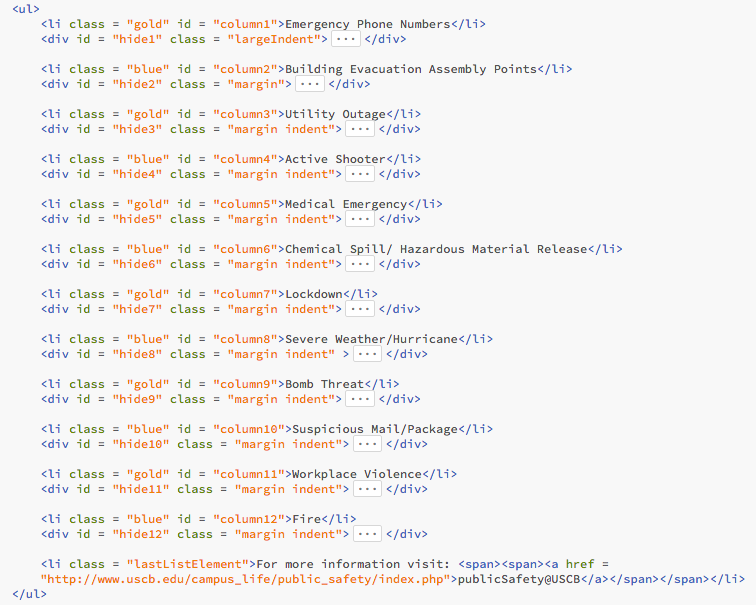 <ul>
<li class = "gold" id = "column1">Emergency Phone Numbers</li>
<div id = "hide1" class = "largeIndent"> ··· </div>
<li class = "blue" id = "column2">Building Evacuation Assembly Points</li>
<div id = "hide2" class = "margin"> ··· </div>
<li class = "gold" id = "column3">Utility Outage</li>
<div id = "hide3" class = "margin indent"> ··· </div>
<li class = "blue" id = "column4">Active Shooter</li>
<div id = "hide4" class = "margin indent"> ··· </div>
<li class = "gold" id = "column5">Medical Emergency</li>
<div id = "hide5" class = "margin indent"> ··· </div>
<li class = "blue" id = "column6">Chemical Spill/ Hazardous Material Release</li>
<div id = "hide6" class = "margin indent"> ··· </div>
<li class = "gold" id = "column7">Lockdown</li>
<div id = "hide7" class = "margin indent"> ··· </div>
<li class = "blue" id = "column8">Severe Weather/Hurricane</li>
<div id = "hide8" class = "margin indent" > ··· </div>
<li class = "gold" id = "column9">Bomb Threat</li>
<div id = "hide9" class = "margin indent"> ··· </div>
<li class = "blue" id = "column10">Suspicious Mail/Package</li>
<div id = "hide10" class = "margin indent"> ··· </div>
<li class = "gold" id = "column11">Workplace Violence</li>
<div id = "hide11" class = "margin indent"> ··· </div>
<li class = "blue" id = "column12">Fire</li>
<div id = "hide12" class = "margin indent"> ··· </div>
<li class = "lastListElement">For more information visit: <span><span><a href =
"http://www.uscb.edu/campus_life/public_safety/index.php">publicSafety@USCB</a></span></span></li>
</ul>